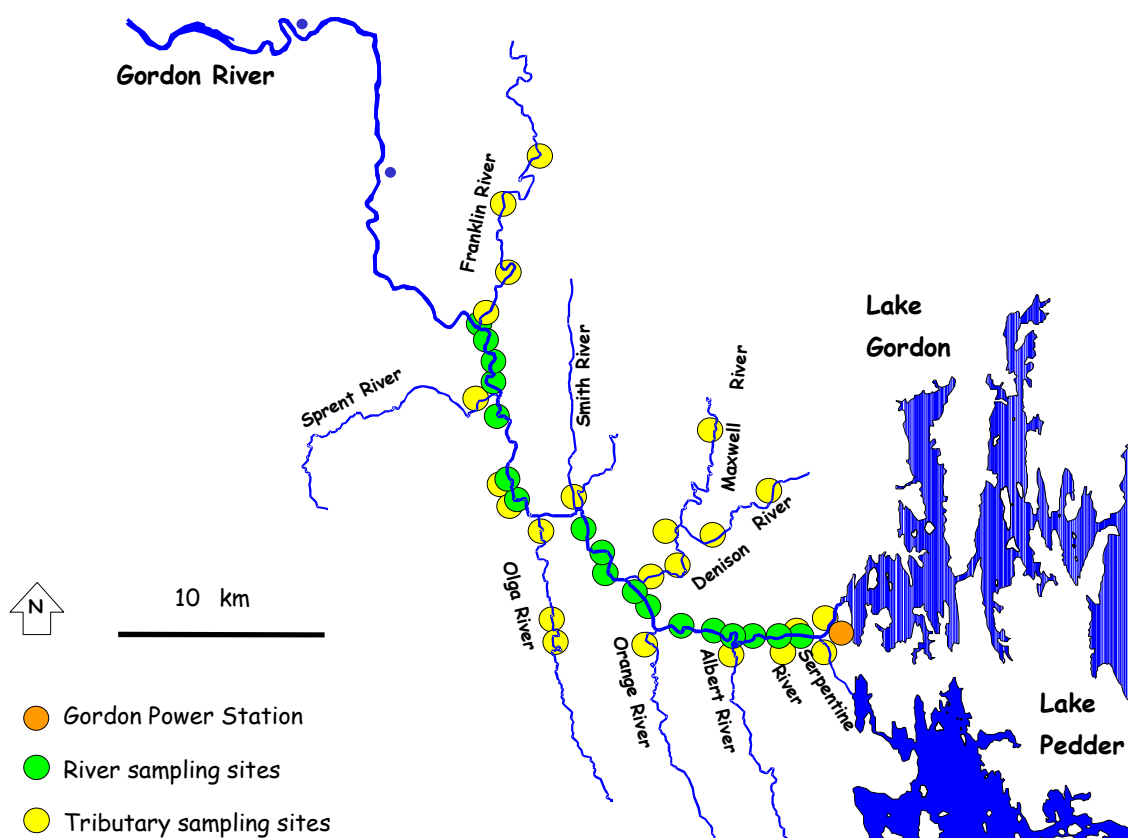 Gordon River
Franklin River
Lake
Gordon
Smith River
River
Maxwell
Sprent River
River
Denison
Olga River
N
10 km
Orange River
Albert River
River
Serpentine
Lake
Pedder
Gordon Power Station
River sampling sites
Tributary sampling sites